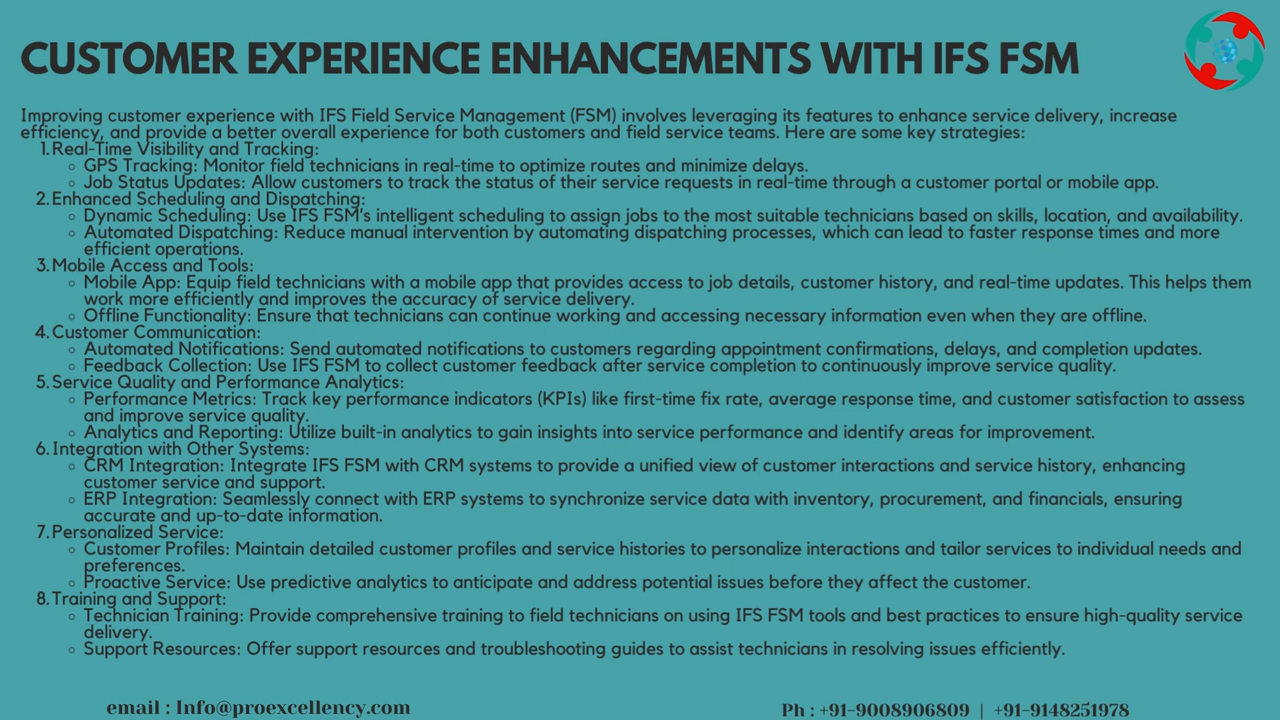 CUSTOMER EXPERIENCE ENHANCEMENTS WITH IFS FSM
Improving customer experience with IFS Field Service Management (FSM) involves leveraging its features to enhance service delivery, increase
efficiency, and provide a better overall experience for both customers and field service teams. Here are some key strategies:
1. Real-Time Visibility and Tracking:
◦ GPS Tracking: Monitor field technicians in real-time to optimize routes and minimize delays.
◦ Job Status Updates: Allow customers to track the status of their service requests in real-time through a customer portal or mobile app.
2. Enhanced Scheduling and Dispatching:
◦ Dynamic Scheduling: Use IFS FSM's intelligent scheduling to assign jobs to the most suitable technicians based on skills, location, and availability.
◦ Automated Dispatching: Reduce manual intervention by automating dispatching processes, which can lead to faster response times and more
efficient operations.
3. Mobile Access and Tools:
◦ Mobile App: Equip field technicians with a mobile app that provides access to job details, customer history, and real-time updates. This helps them
work more efficiently and improves the accuracy of service delivery.
◦ Offline Functionality: Ensure that technicians can continue working and accessing necessary information even when they are offline.
4. Customer Communication:
◦ Automated Notifications: Send automated notifications to customers regarding appointment confirmations, delays, and completion updates.
◦ Feedback Collection: Use IFS FSM to collect customer feedback after service completion to continuously improve service quality.
5. Service Quality and Performance Analytics:
◦ Performance Metrics: Track key performance indicators (KPIs) like first-time fix rate, average response time, and customer satisfaction to assess
and improve service quality.
◦ Analytics and Reporting: Utilize built-in analytics to gain insights into service performance and identify areas for improvement.
6. Integration with Other Systems:
◦ CRM Integration: Integrate IFS FSM with CRM systems to provide a unified view of customer interactions and service history, enhancing
customer service and support.
◦ ERP Integration: Seamlessly connect with ERP systems to synchronize service data with inventory, procurement, and financials, ensuring
accurate and up-to-date information.
7. Personalized Service:
◦ Customer Profiles: Maintain detailed customer profiles and service histories to personalize interactions and tailor services to individual needs and
preferences.
◦ Proactive Service: Use predictive analytics to anticipate and address potential issues before they affect the customer.
8. Training and Support:
◦ Technician Training: Provide comprehensive training to field technicians on using IFS FSM tools and best practices to ensure high-quality service
delivery.
◦ Support Resources: Offer support resources and troubleshooting guides to assist technicians in resolving issues efficiently.
email : Info@proexcellency.com
Ph : +91-9008906809 | +91-9148251978